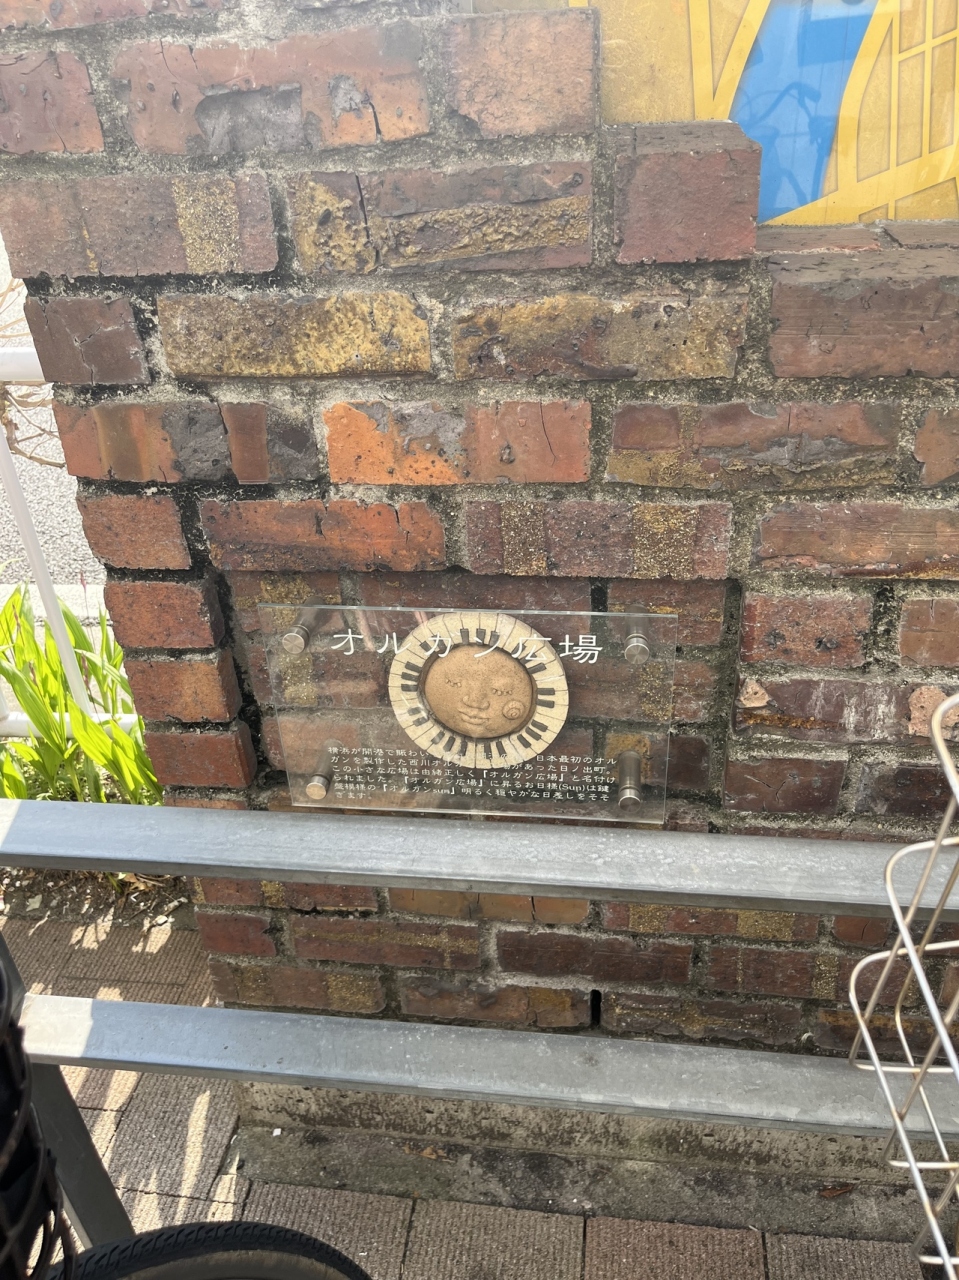 オルガン広場
横浜が開港で賑わい 日本最初のオル
ガンを製作した西川オル があった日ノ出町。
この小さな広場は由緒正しく『オルガン広場』と名付け
られました。『オルガン広場』に昇るお日様(Sun)は鍵
盤模様の『オルガンsun』明るく穏やかな日差しをそそ
ぎます。